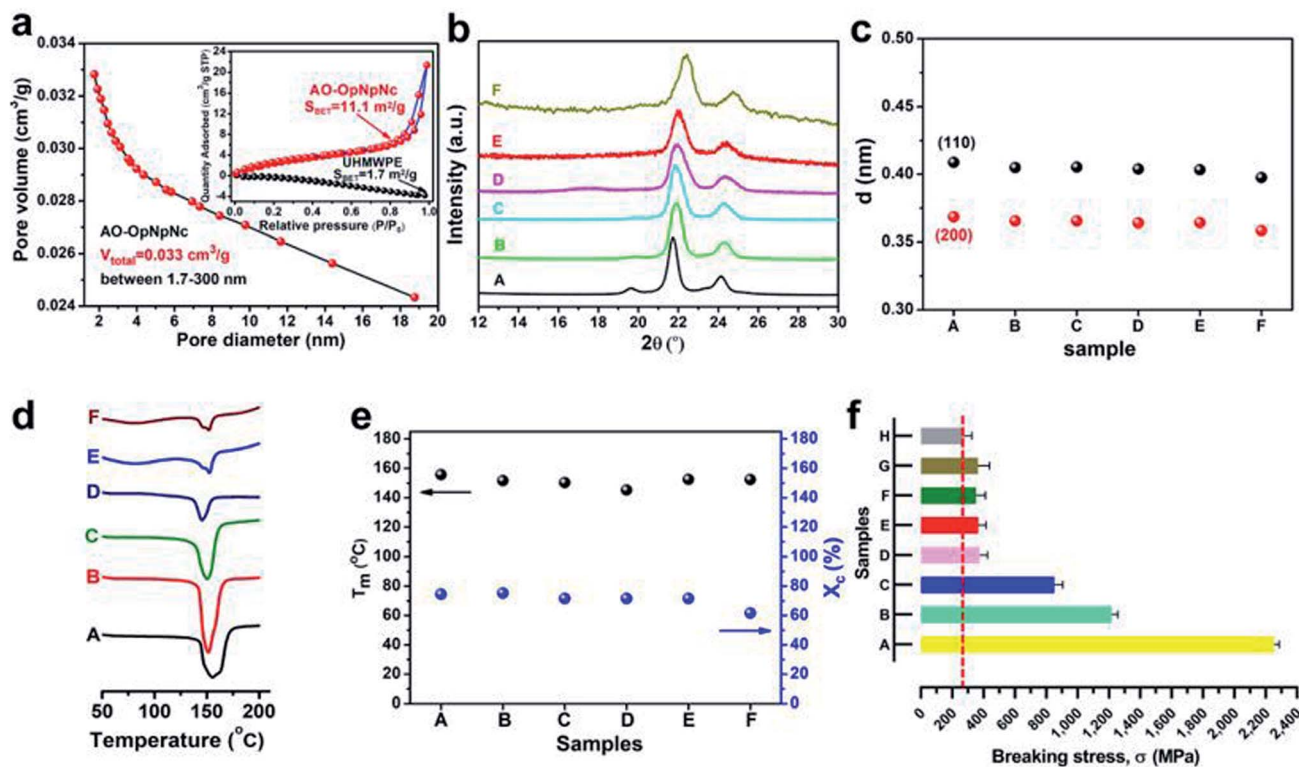 a
0.034
0.032
0.030
0.028
0.026
0.024
Pore volume (cm³/g)
2 4 6 8 10 12 14 16 18 20
Pore diameter (nm)
AO-OpNpNc
V_total=0.033 cm³/g
between 1.7-300 nm
24
20
16
12
8
4
0
-4
Quantity Adsorbed (cm³/g STP)
AO-OpNpNc
S_BET=11.1 m²/g
UHMWPE
S_BET=1.7 m²/g
0.0 0.2 0.4 0.6 0.8 1.0
Relative pressure (P/P₀)
b
Intensity (a.u.)
F
E
D
C
B
A
12 14 16 18 20 22 24 26 28 30
2θ (°)
c
0.50
0.45
0.40
0.35
0.30
d (nm)
(110)
(200)
A B C D E F
sample
d
F
E
D
C
B
A
50 100 150 200
Temperature (°C)
e
180
160
140
120
100
80
60
40
20
0
T_m (°C)
180
160
140
120
100
80
60
40
20
0
X_c (%)
A B C D E F
Samples
f
Samples
H
G
F
E
D
C
B
A
0 200 400 600 800 1,000 1,200 1,400 1,600 1,800 2,000 2,200 2,400
Breaking stress, σ (MPa)